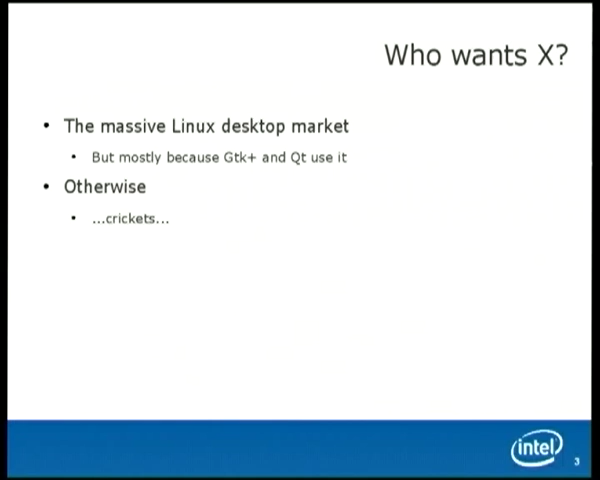 Who wants X?
• The massive Linux desktop market
• But mostly because Gtk+ and Qt use it
• Otherwise
• ...crickets...
intel
3